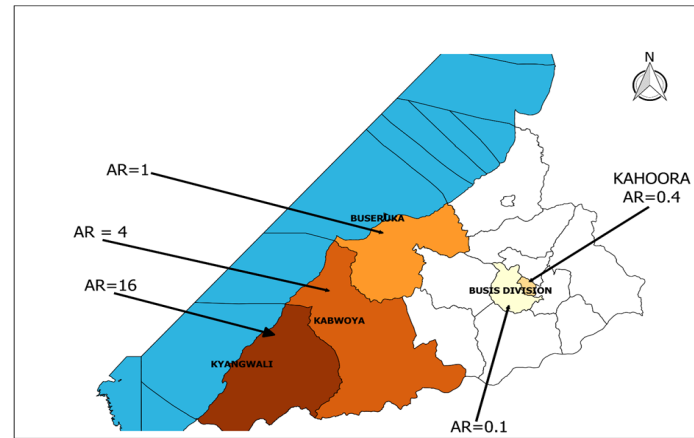 N
KAHOORA
AR=0.4
AR=1
BUSERUKA
AR = 4
AR=16
BUSIS DIVISION
KABWOYA
KYANGWALI
AR=0.1